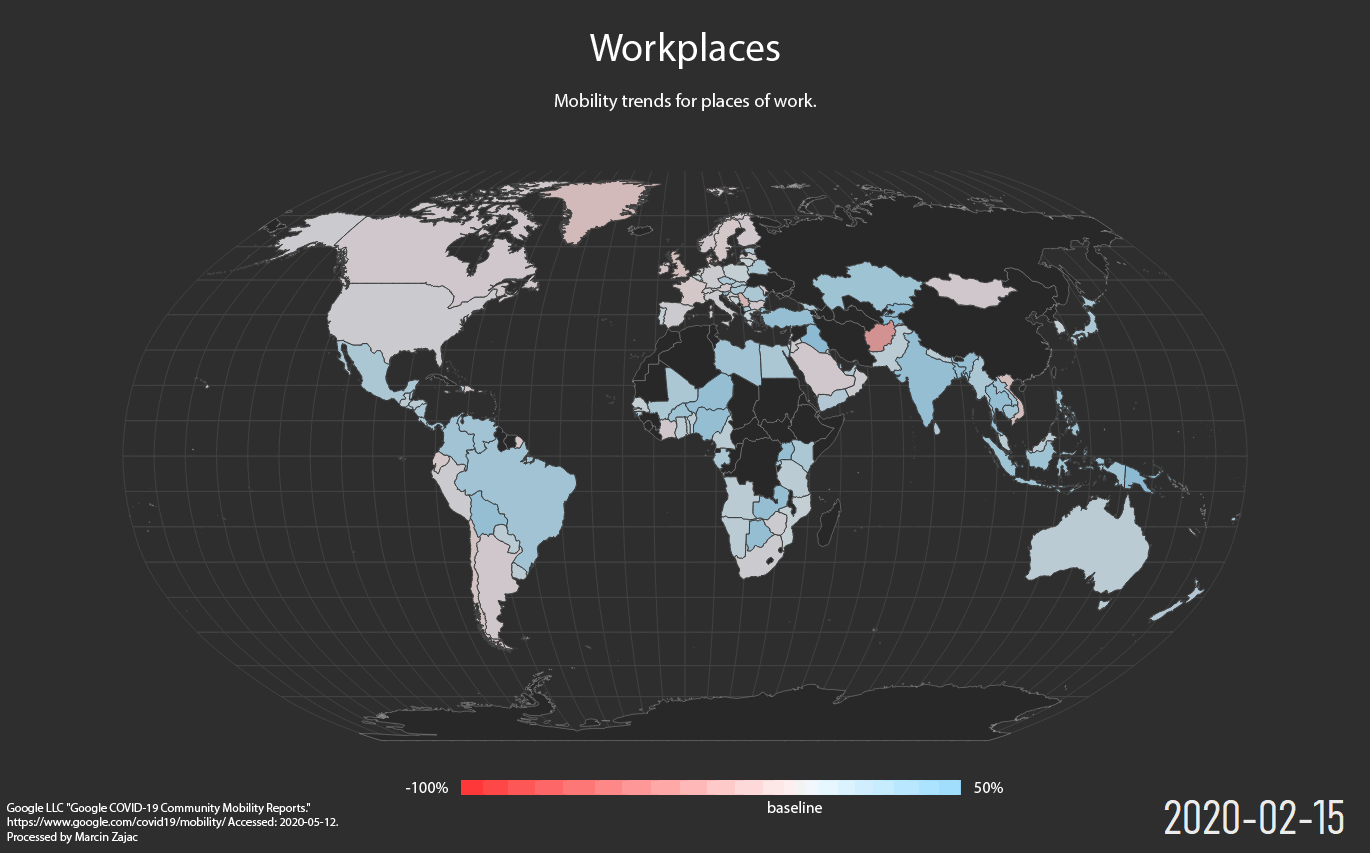 Workplaces
Mobility trends for places of work.
-100%
50%
baseline
Google LLC "Google COVID-19 Community Mobility Reports."
https://www.google.com/covid19/mobility/ Accessed: 2020-05-12.
Processed by Marcin Zajac
2020-02-15